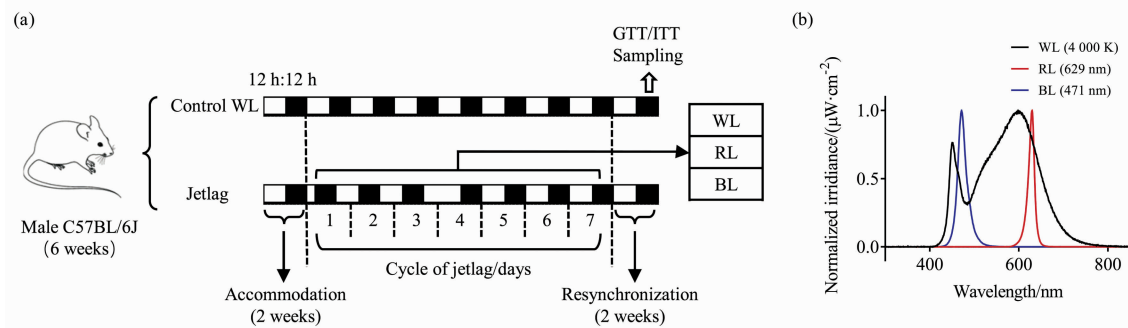 (a)
GTT/ITT
Sampling
12 h:12 h
Control WL
Jetlag
1 2 3 4 5 6 7
Cycle of jetlag/days
Male C57BL/6J
(6 weeks)
Accommodation
(2 weeks)
Resynchronization
(2 weeks)
WL
RL
BL
(b)
WL (4 000 K)
RL (629 nm)
BL (471 nm)
Normalized irridiance/(μW·cm⁻²)
1.0
0.5
0.0
400 600 800
Wavelength/nm